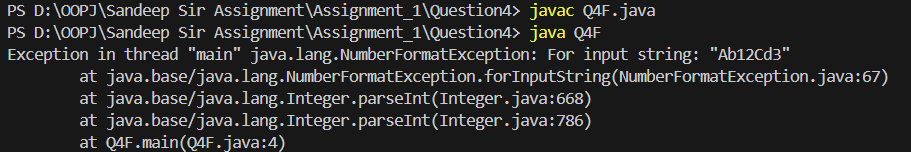 PS D:\OOPJ\Sandeep Sir Assignment\Assignment_1\Question4> javac Q4F.java
PS D:\OOPJ\Sandeep Sir Assignment\Assignment_1\Question4> java Q4F
Exception in thread "main" java.lang.NumberFormatException: For input string: "Ab12Cd3"
        at java.base/java.lang.NumberFormatException.forInputString(NumberFormatException.java:67)
        at java.base/java.lang.Integer.parseInt(Integer.java:668)
        at java.base/java.lang.Integer.parseInt(Integer.java:786)
        at Q4F.main(Q4F.java:4)